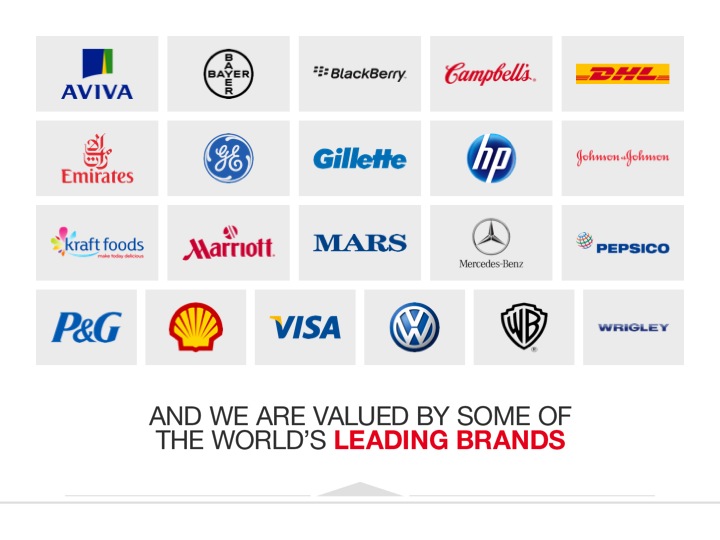 AVIVA
BAYER
BAYER
BlackBerry.
Campbell's®
DHL
Emirates
GE
Gillette
hp
Johnson & Johnson
kraft foods
make today delicious
Marriott®
MARS
Mercedes-Benz
PEPSICO
P&G
VISA
VW
WB®
WRIGLEY
AND WE ARE VALUED BY SOME OF
THE WORLD'S LEADING BRANDS